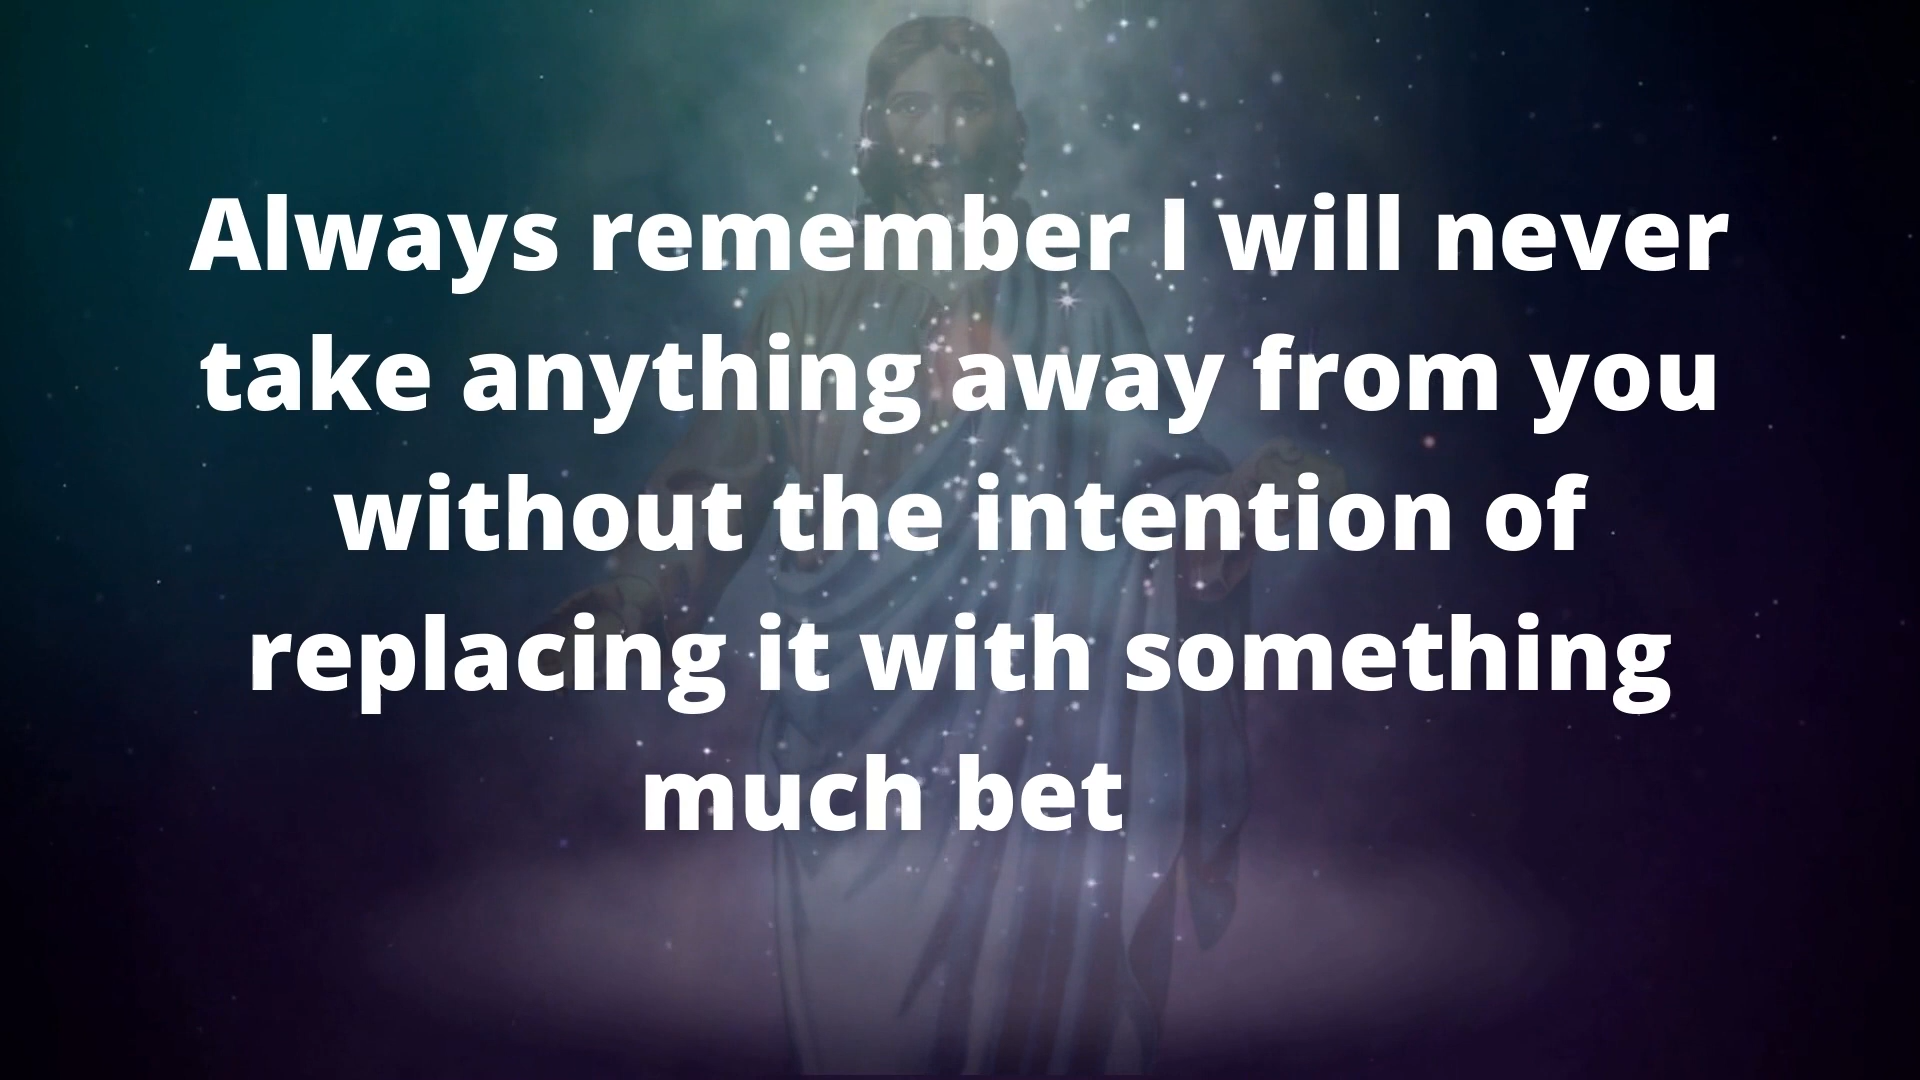 Always remember I will never
take anything away from you
without the intention of
replacing it with something
much bet